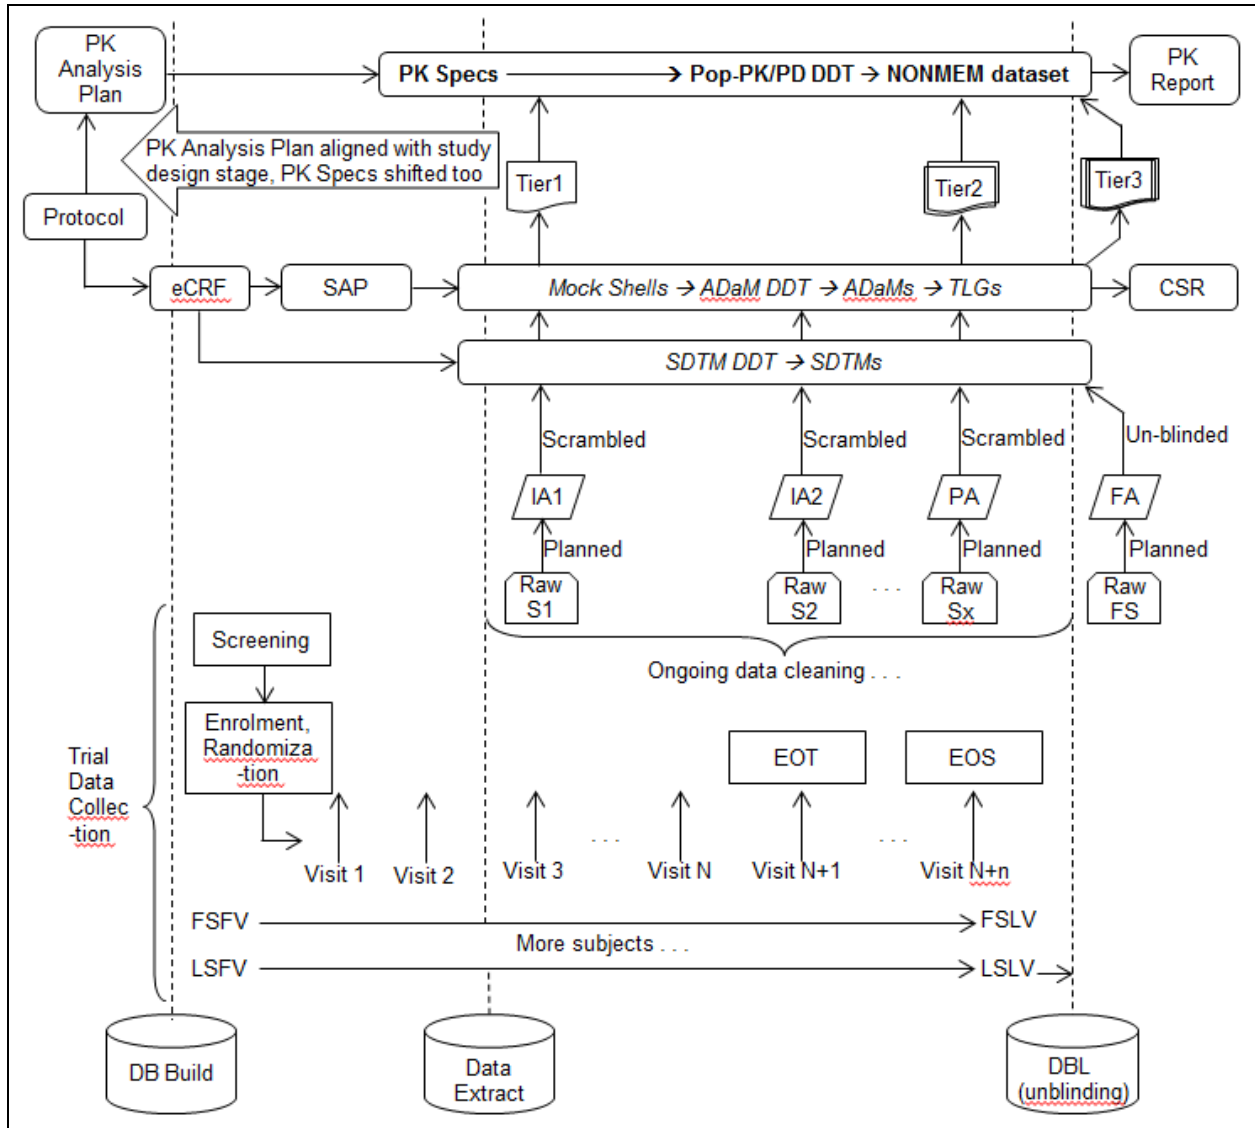 PK
Analysis
Plan
PK Specs → Pop-PK/PD DDT → NONMEM dataset
PK
Report
PK Analysis Plan aligned with study
design stage, PK Specs shifted too
Tier1
Tier2
Tier3
Protocol
eCRF
SAP
Mock Shells → ADaM DDT → ADaMs → TLGs
CSR
SDTM DDT → SDTMs
Scrambled
Scrambled
Scrambled
Un-blinded
IA1
IA2
PA
FA
Planned
Planned
Planned
Planned
Raw
S1
Raw
S2
. . .
Raw
Sx
Raw
FS
Screening
Ongoing data cleaning . . .
Enrolment,
Randomiza
-tion
EOT
EOS
Trial
Data
Collec
-tion
. . .
. . .
Visit 1
Visit 2
Visit 3
Visit N
Visit N+1
Visit N+n
FSFV
FSLV
More subjects . . .
LSFV
LSLV
DB Build
Data
Extract
DBL
(unblinding)